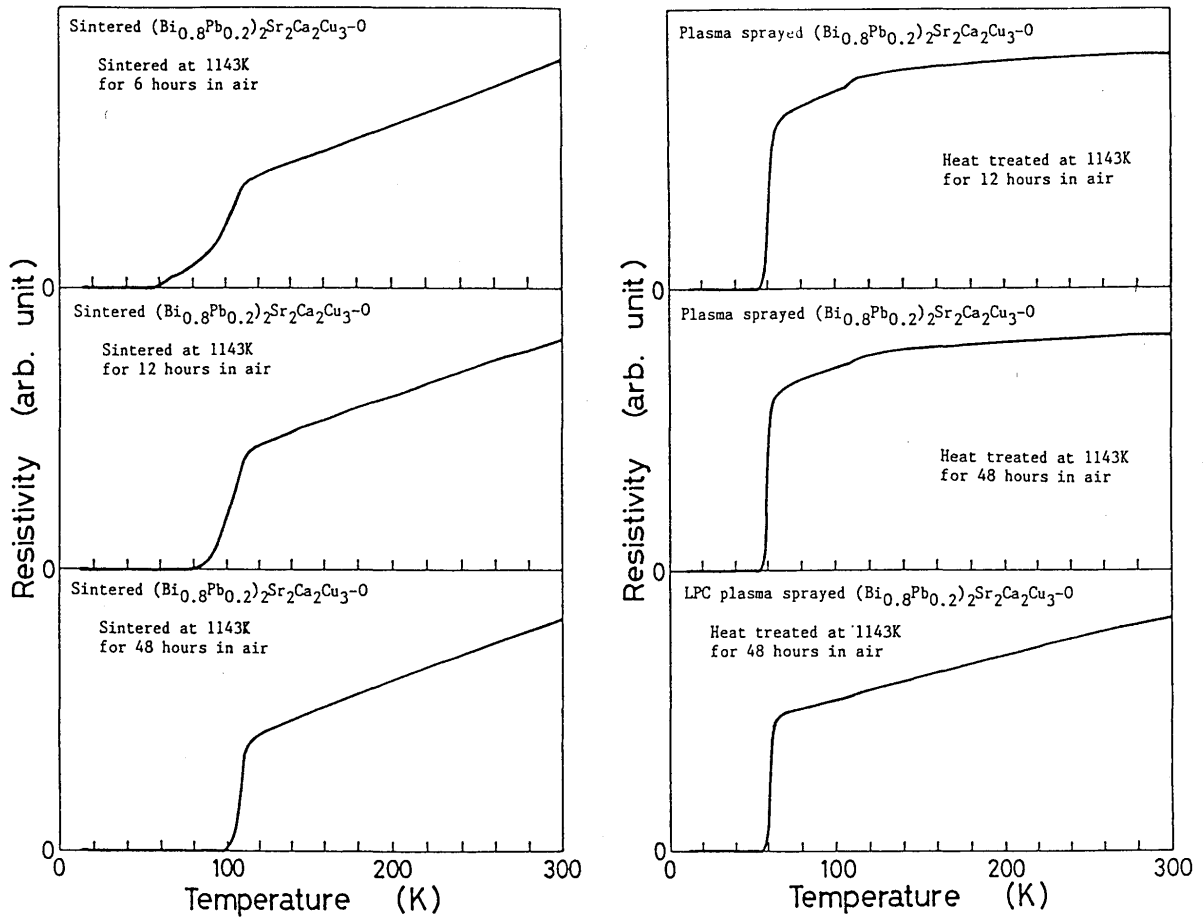 Sintered (Bi0.8Pb0.2)2Sr2Ca2Cu3-O
Sintered at 1143K
for 6 hours in air
0
Sintered (Bi0.8Pb0.2)2Sr2Ca2Cu3-O
Sintered at 1143K
for 12 hours in air
0
Sintered (Bi0.8Pb0.2)2Sr2Ca2Cu3-O
Sintered at 1143K
for 48 hours in air
0
0 100 200 300
Temperature (K)
Resistivity (arb. unit)
Plasma sprayed (Bi0.8Pb0.2)2Sr2Ca2Cu3-O
Heat treated at 1143K
for 12 hours in air
0
Plasma sprayed (Bi0.8Pb0.2)2Sr2Ca2Cu3-O
Heat treated at 1143K
for 48 hours in air
0
LPC plasma sprayed (Bi0.8Pb0.2)2Sr2Ca2Cu3-O
Heat treated at 1143K
for 48 hours in air
0
0 100 200 300
Temperature (K)
Resistivity (arb. unit)